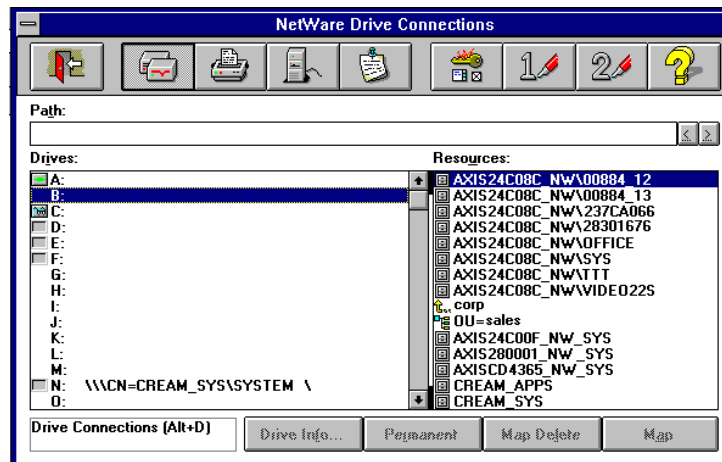 NetWare Drive Connections
1 2
Path:
Drives:
Resources:
A:
B:
C:
D:
E:
F:
G:
H:
I:
J:
K:
L:
M:
N: \\\CN=CREAM_SYS\SYSTEM \
O:
AXIS24C08C_NW\00884_12
AXIS24C08C_NW\00884_13
AXIS24C08C_NW\237CA066
AXIS24C08C_NW\28301676
AXIS24C08C_NW\OFFICE
AXIS24C08C_NW\SYS
AXIS24C08C_NW\TTT
AXIS24C08C_NW\VIDEO22S
corp
OU=sales
AXIS24C00F_NW_SYS
AXIS280001_NW_SYS
AXISCD4365_NW_SYS
CREAM_APPS
CREAM_SYS
Drive Connections (Alt+D)
Drive Info... Permanent Map Delete Map